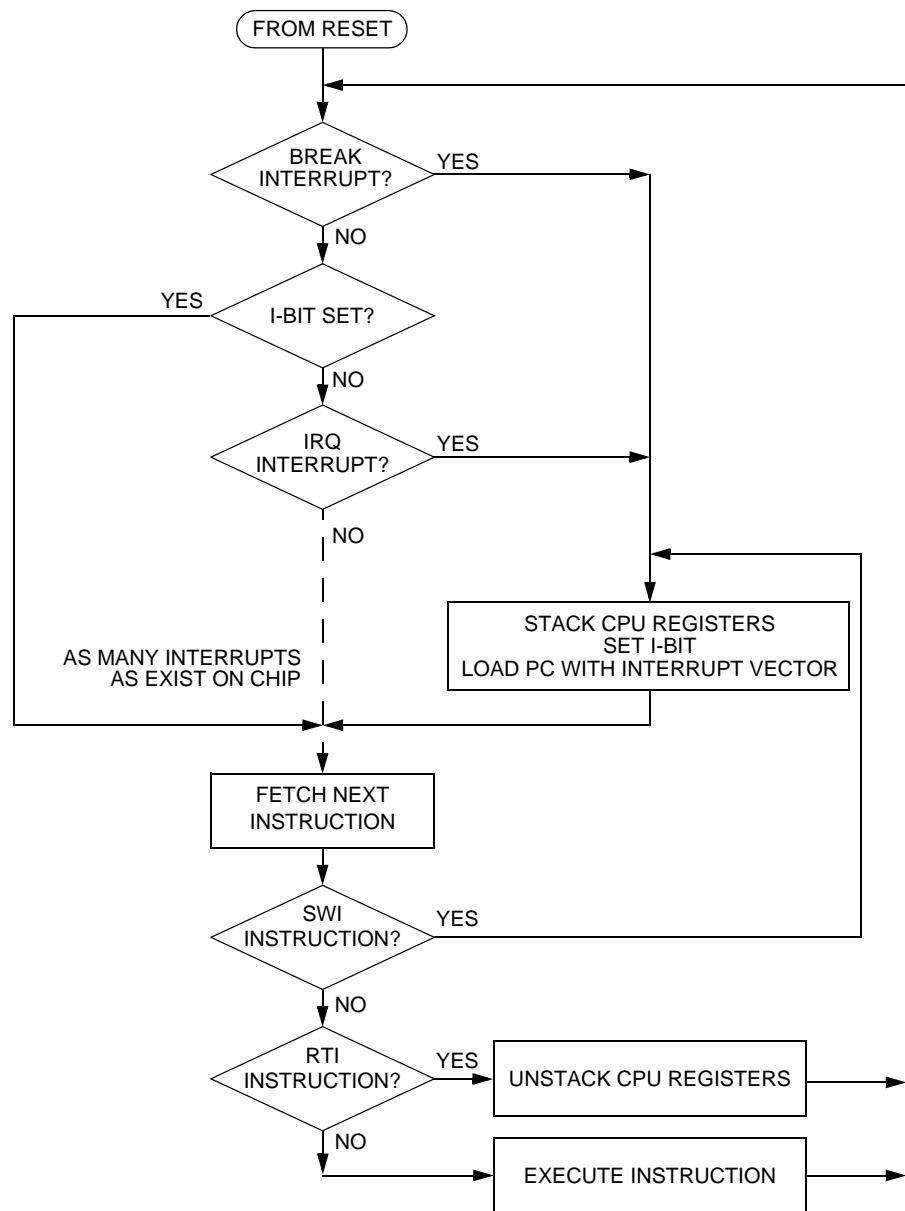 FROM RESET
BREAK
INTERRUPT?
YES
NO
YES
I-BIT SET?
NO
IRQ
INTERRUPT?
YES
NO
STACK CPU REGISTERS
SET I-BIT
LOAD PC WITH INTERRUPT VECTOR
AS MANY INTERRUPTS
AS EXIST ON CHIP
FETCH NEXT
INSTRUCTION
SWI
INSTRUCTION?
YES
NO
RTI
INSTRUCTION?
YES
UNSTACK CPU REGISTERS
NO
EXECUTE INSTRUCTION